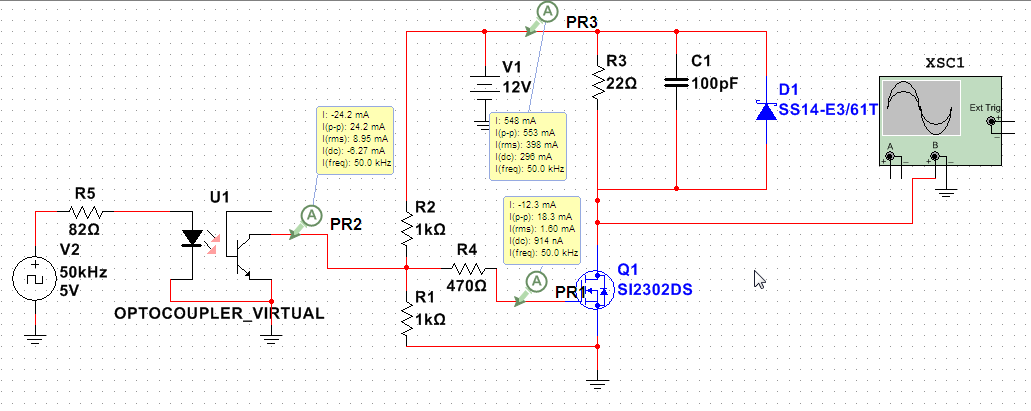 PR3
XSC1
V1
12V
R3
22Ω
C1
100pF
D1
SS14-E3/61T
Ext Trig
A
B
I: -24.2 mA
I(p-p): 24.2 mA
I(rms): 8.95 mA
I(dc): -6.27 mA
I(freq): 50.0 kHz
I: 548 mA
I(p-p): 553 mA
I(rms): 398 mA
I(dc): 296 mA
I(freq): 50.0 kHz
I: -12.3 mA
I(p-p): 18.3 mA
I(rms): 1.60 mA
I(dc): 914 nA
I(freq): 50.0 kHz
A
A
A
R5
82Ω
U1
PR2
R2
1kΩ
V2
50kHz
5V
R4
470Ω
Q1
SI2302DS
PR1
R1
1kΩ
OPTOCOUPLER_VIRTUAL